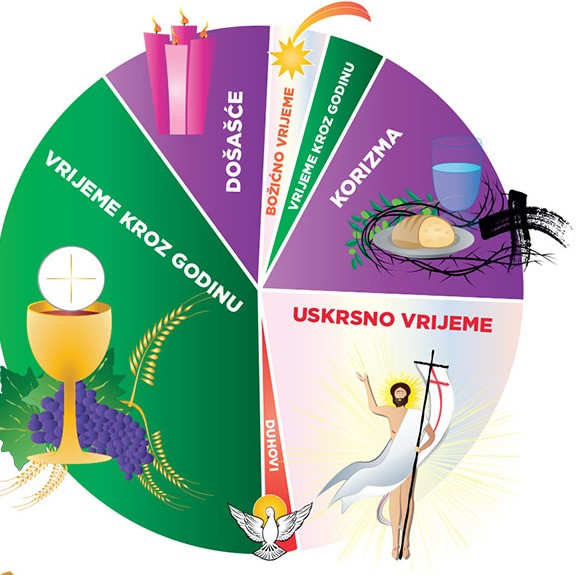 DOŠAŠĆE
BOŽIĆNO VRIJEME
VRIJEME KROZ GODINU
KORIZMA
USKRSNO VRIJEME
DUHOVI
VRIJEME KROZ GODINU